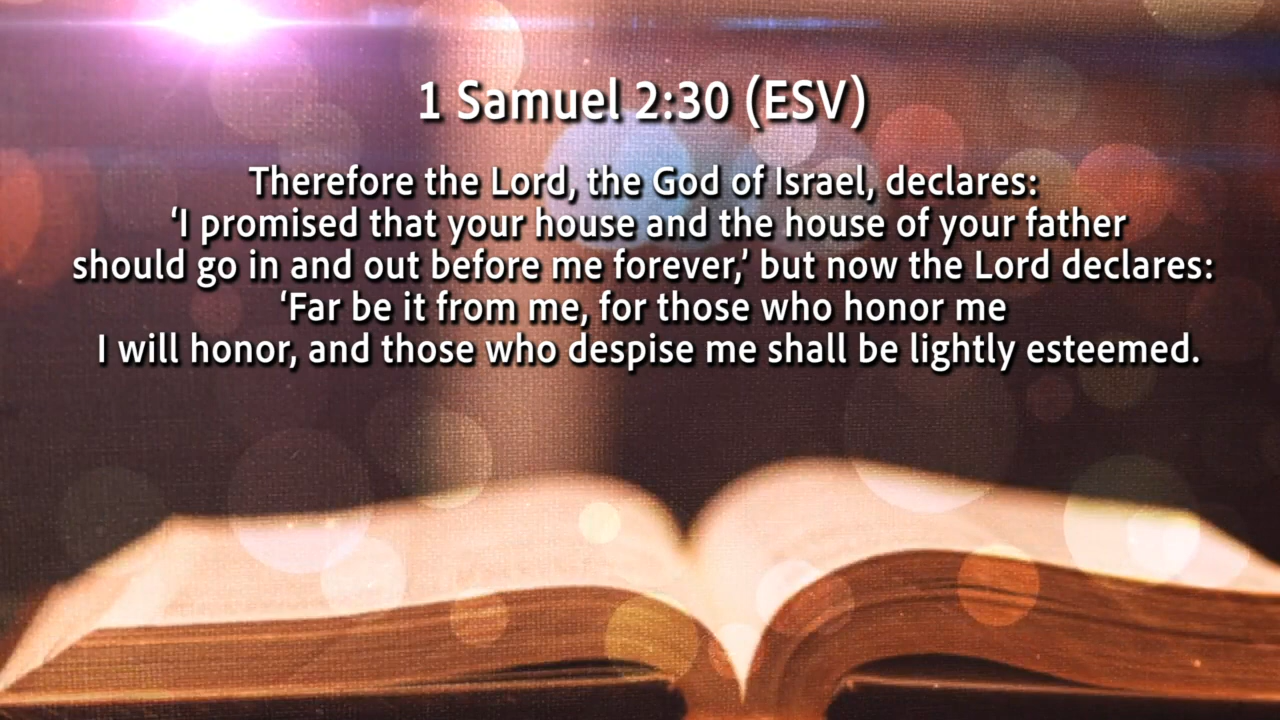 1 Samuel 2:30 (ESV)
Therefore the Lord, the God of Israel, declares:
‘I promised that your house and the house of your father
should go in and out before me forever,’ but now the Lord declares:
‘Far be it from me, for those who honor me
I will honor, and those who despise me shall be lightly esteemed.